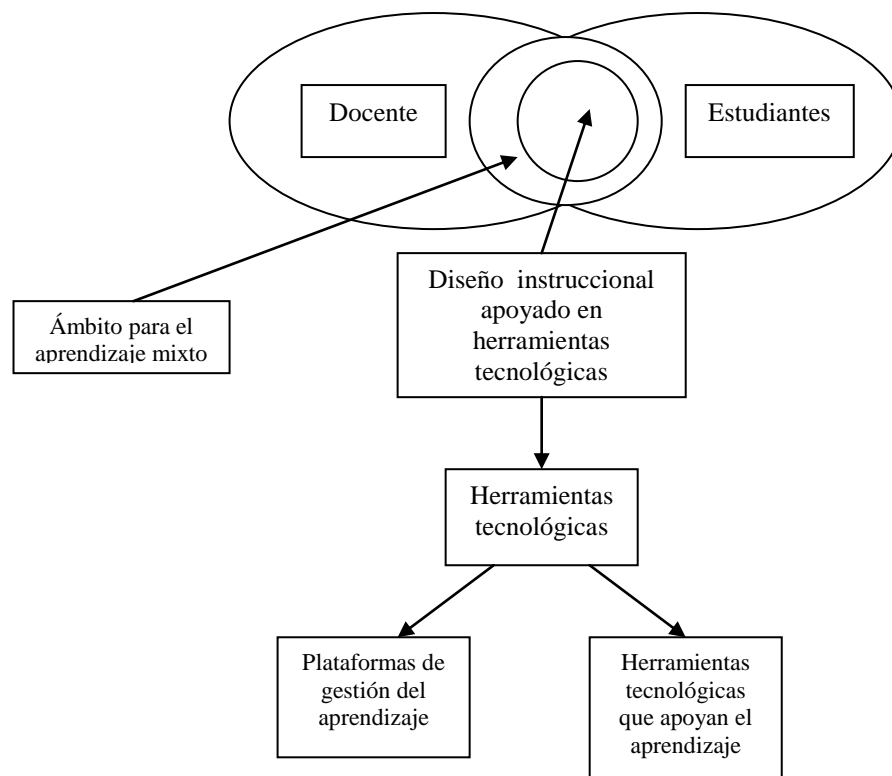 Docente
Estudiantes
Diseño instruccional
apoyado en
herramientas
tecnológicas
Ámbito para el
aprendizaje mixto
Herramientas
tecnológicas
Plataformas de
gestión del
aprendizaje
Herramientas
tecnológicas
que apoyan el
aprendizaje